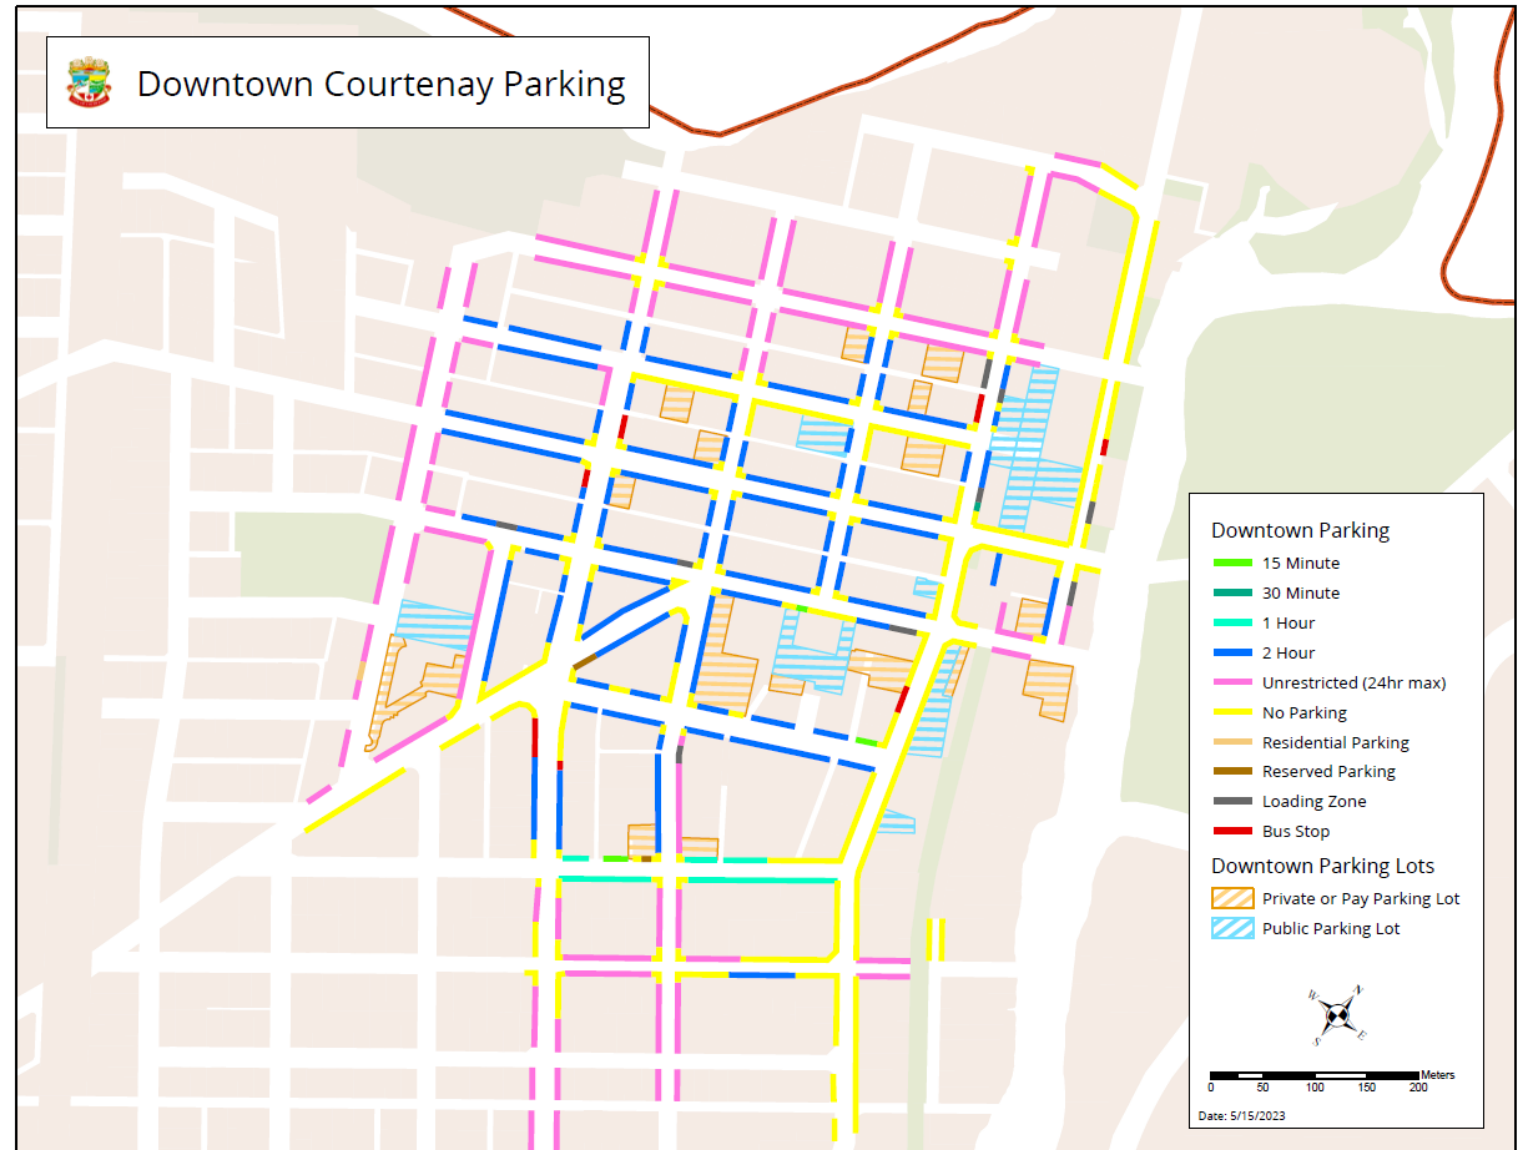 Downtown Courtenay Parking
Downtown Parking
15 Minute
30 Minute
1 Hour
2 Hour
Unrestricted (24hr max)
No Parking
Residential Parking
Reserved Parking
Loading Zone
Bus Stop
Downtown Parking Lots
Private or Pay Parking Lot
Public Parking Lot
W N
S E
Meters
0 50 100 150 200
Date: 5/15/2023